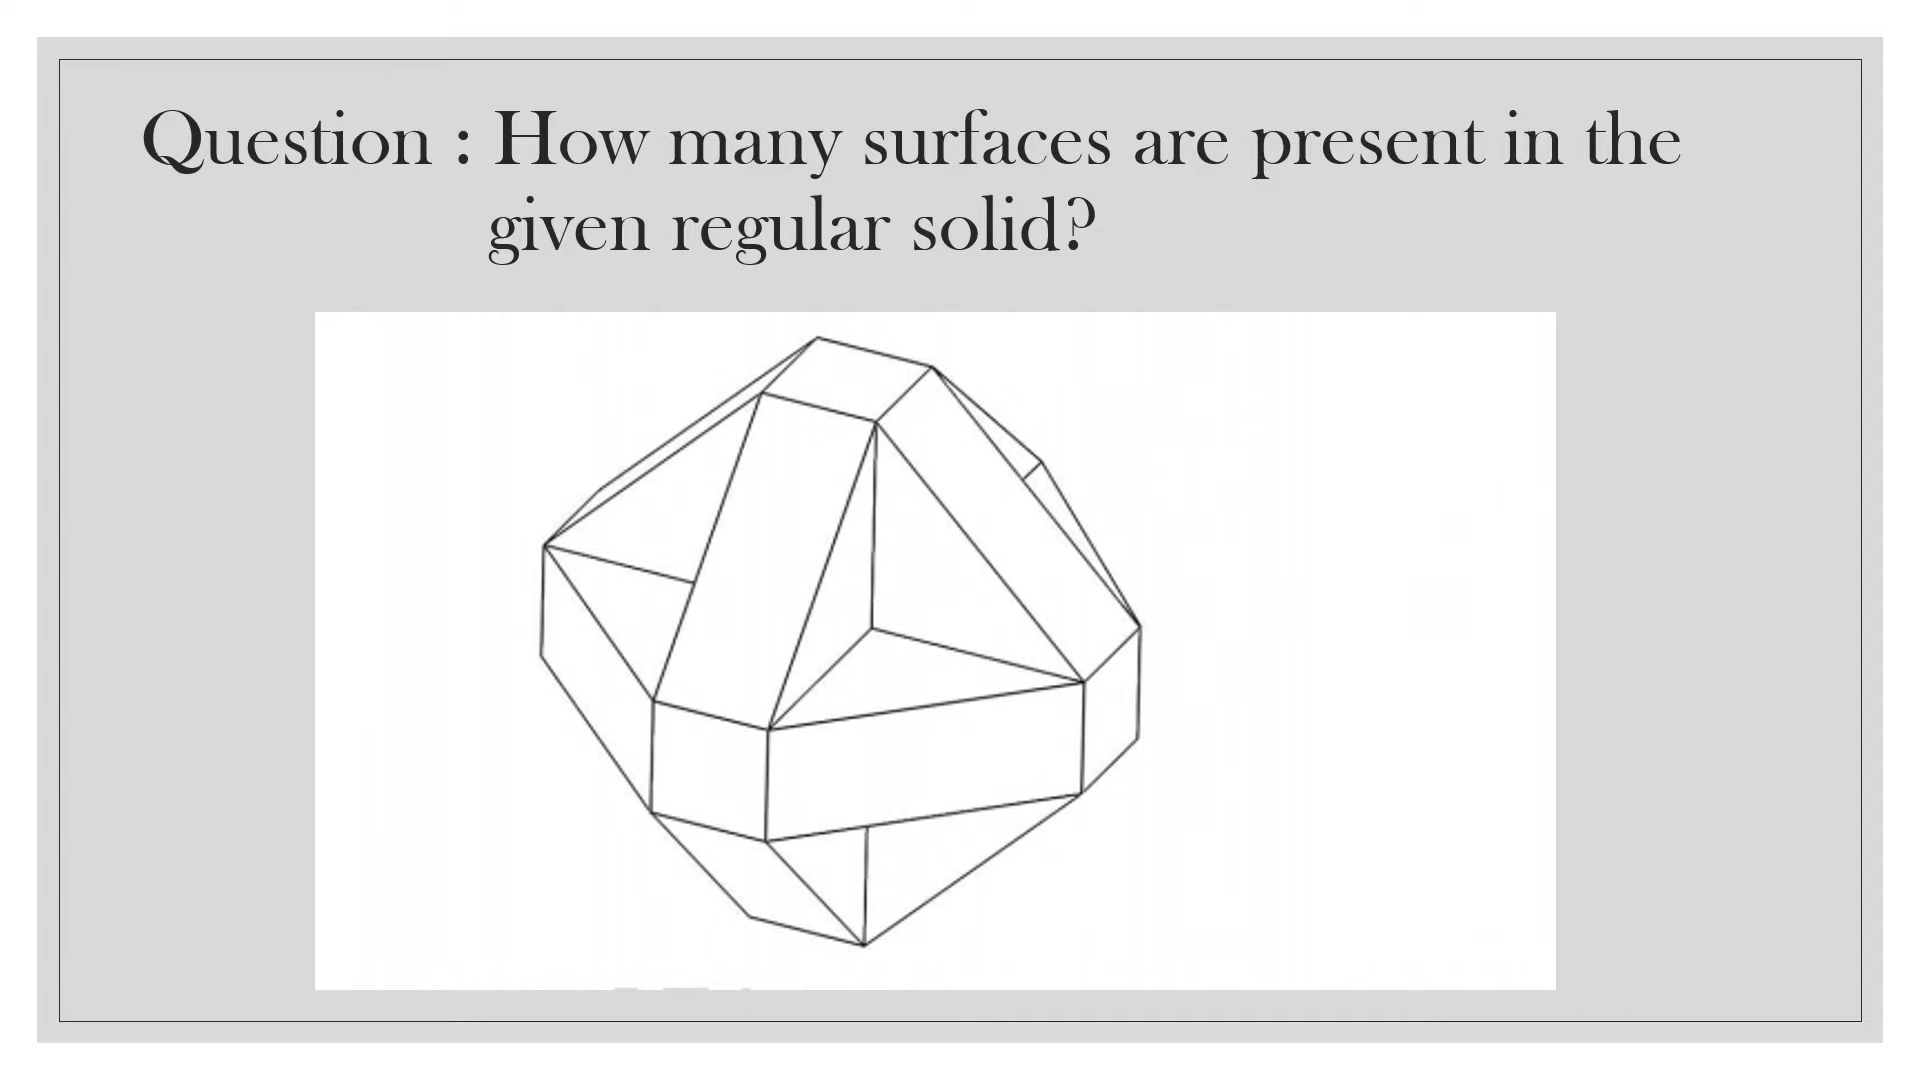 Question : How many surfaces are present in the
given regular solid?